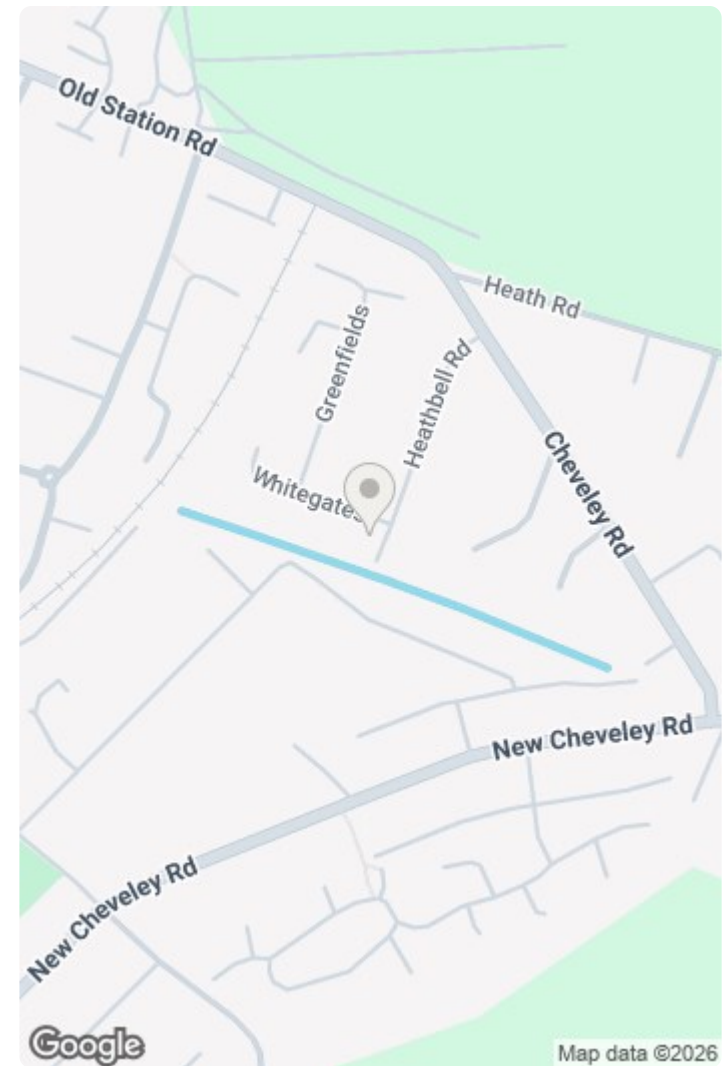 Old Station Rd
Heath Rd
Greenfields
Heathbell Rd
Cheveley Rd
Whitegates
New Cheveley Rd
New Cheveley Rd
Google
Map data ©2026